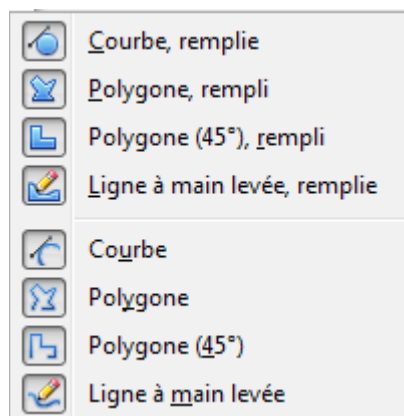 Courbe, remplie
Polygone, rempli
Polygone (45°), rempli
Ligne à main levée, remplie
Courbe
Polygone
Polygone (45°)
Ligne à main levée